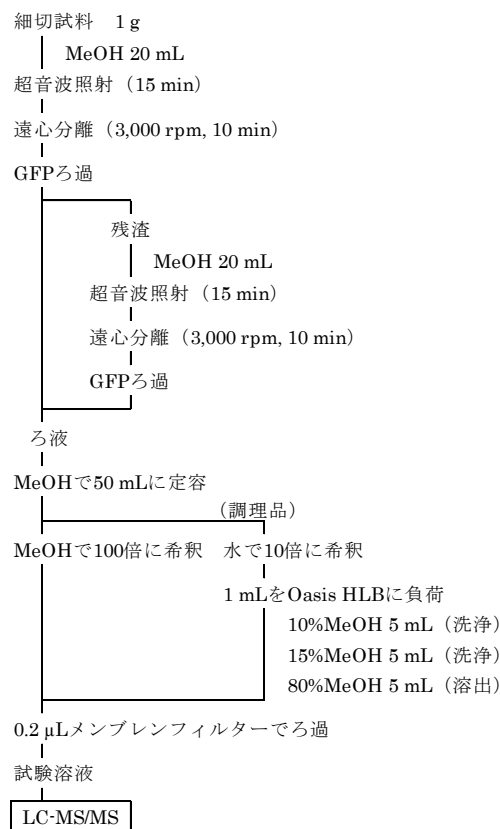 細切試料 1 g
MeOH 20 mL
超音波照射(15 min)
遠心分離(3,000 rpm, 10 min)
GFPろ過
残渣
MeOH 20 mL
超音波照射(15 min)
遠心分離(3,000 rpm, 10 min)
GFPろ過
ろ液
MeOHで50 mLに定容
(調理品)
MeOHで100倍に希釈 水で10倍に希釈
1 mLをOasis HLBに負荷
10%MeOH 5 mL(洗浄)
15%MeOH 5 mL(洗浄)
80%MeOH 5 mL(溶出)
0.2 μLメンブレンフィルターでろ過
試験溶液
LC-MS/MS